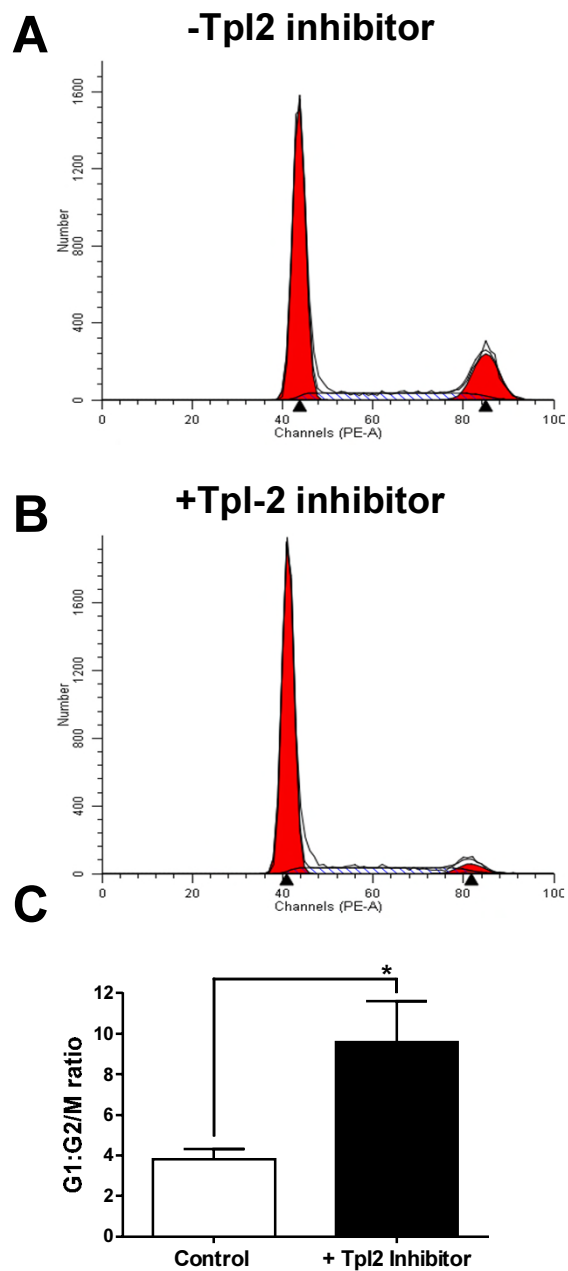 A
-Tpl2 inhibitor
1600
1200
800
400
0
Number
0 20 40 60 80 100
Channels (PE-A)
B
+Tpl-2 inhibitor
1600
1200
800
400
0
Number
0 20 40 60 80 100
Channels (PE-A)
C
*
12
10
8
6
4
2
0
G1:G2/M ratio
Control + Tpl2 Inhibitor